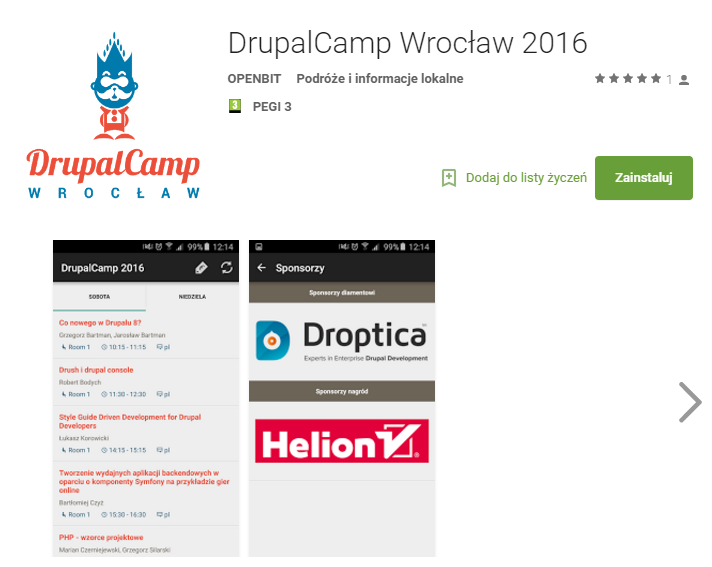 DrupalCamp Wrocław 2016
OPENBIT Podróże i informacje lokalne
1
3 PEGI 3
DrupalCamp
WROCŁAW
Dodaj do listy życzeń Zainstaluj
99% 12:14
DrupalCamp 2016
SOBOTA NIEDZIELA
Co nowego w Drupalu 8?
Grzegorz Bartman, Jarosław Bartman
Room 1 10:15 - 11:15 pl
Drush i drupal console
Robert Bodych
Room 1 11:30 - 12:30 pl
Style Guide Driven Development for Drupal
Developers
Łukasz Korowicki
Room 1 14:15 - 15:15 pl
Tworzenie wydajnych aplikacji backendowych w
oparciu o komponenty Symfony na przykładzie gier
online
Bartłomiej Czyż
Room 1 15:30 - 16:30 pl
PHP - wzorce projektowe
Marian Czerniejewski, Grzegorz Silarski
99% 12:14
Sponsorzy
Sponsorzy diamentowi
Droptica
Experts in Enterprise Drupal Development
Sponsorzy nagród
Helion